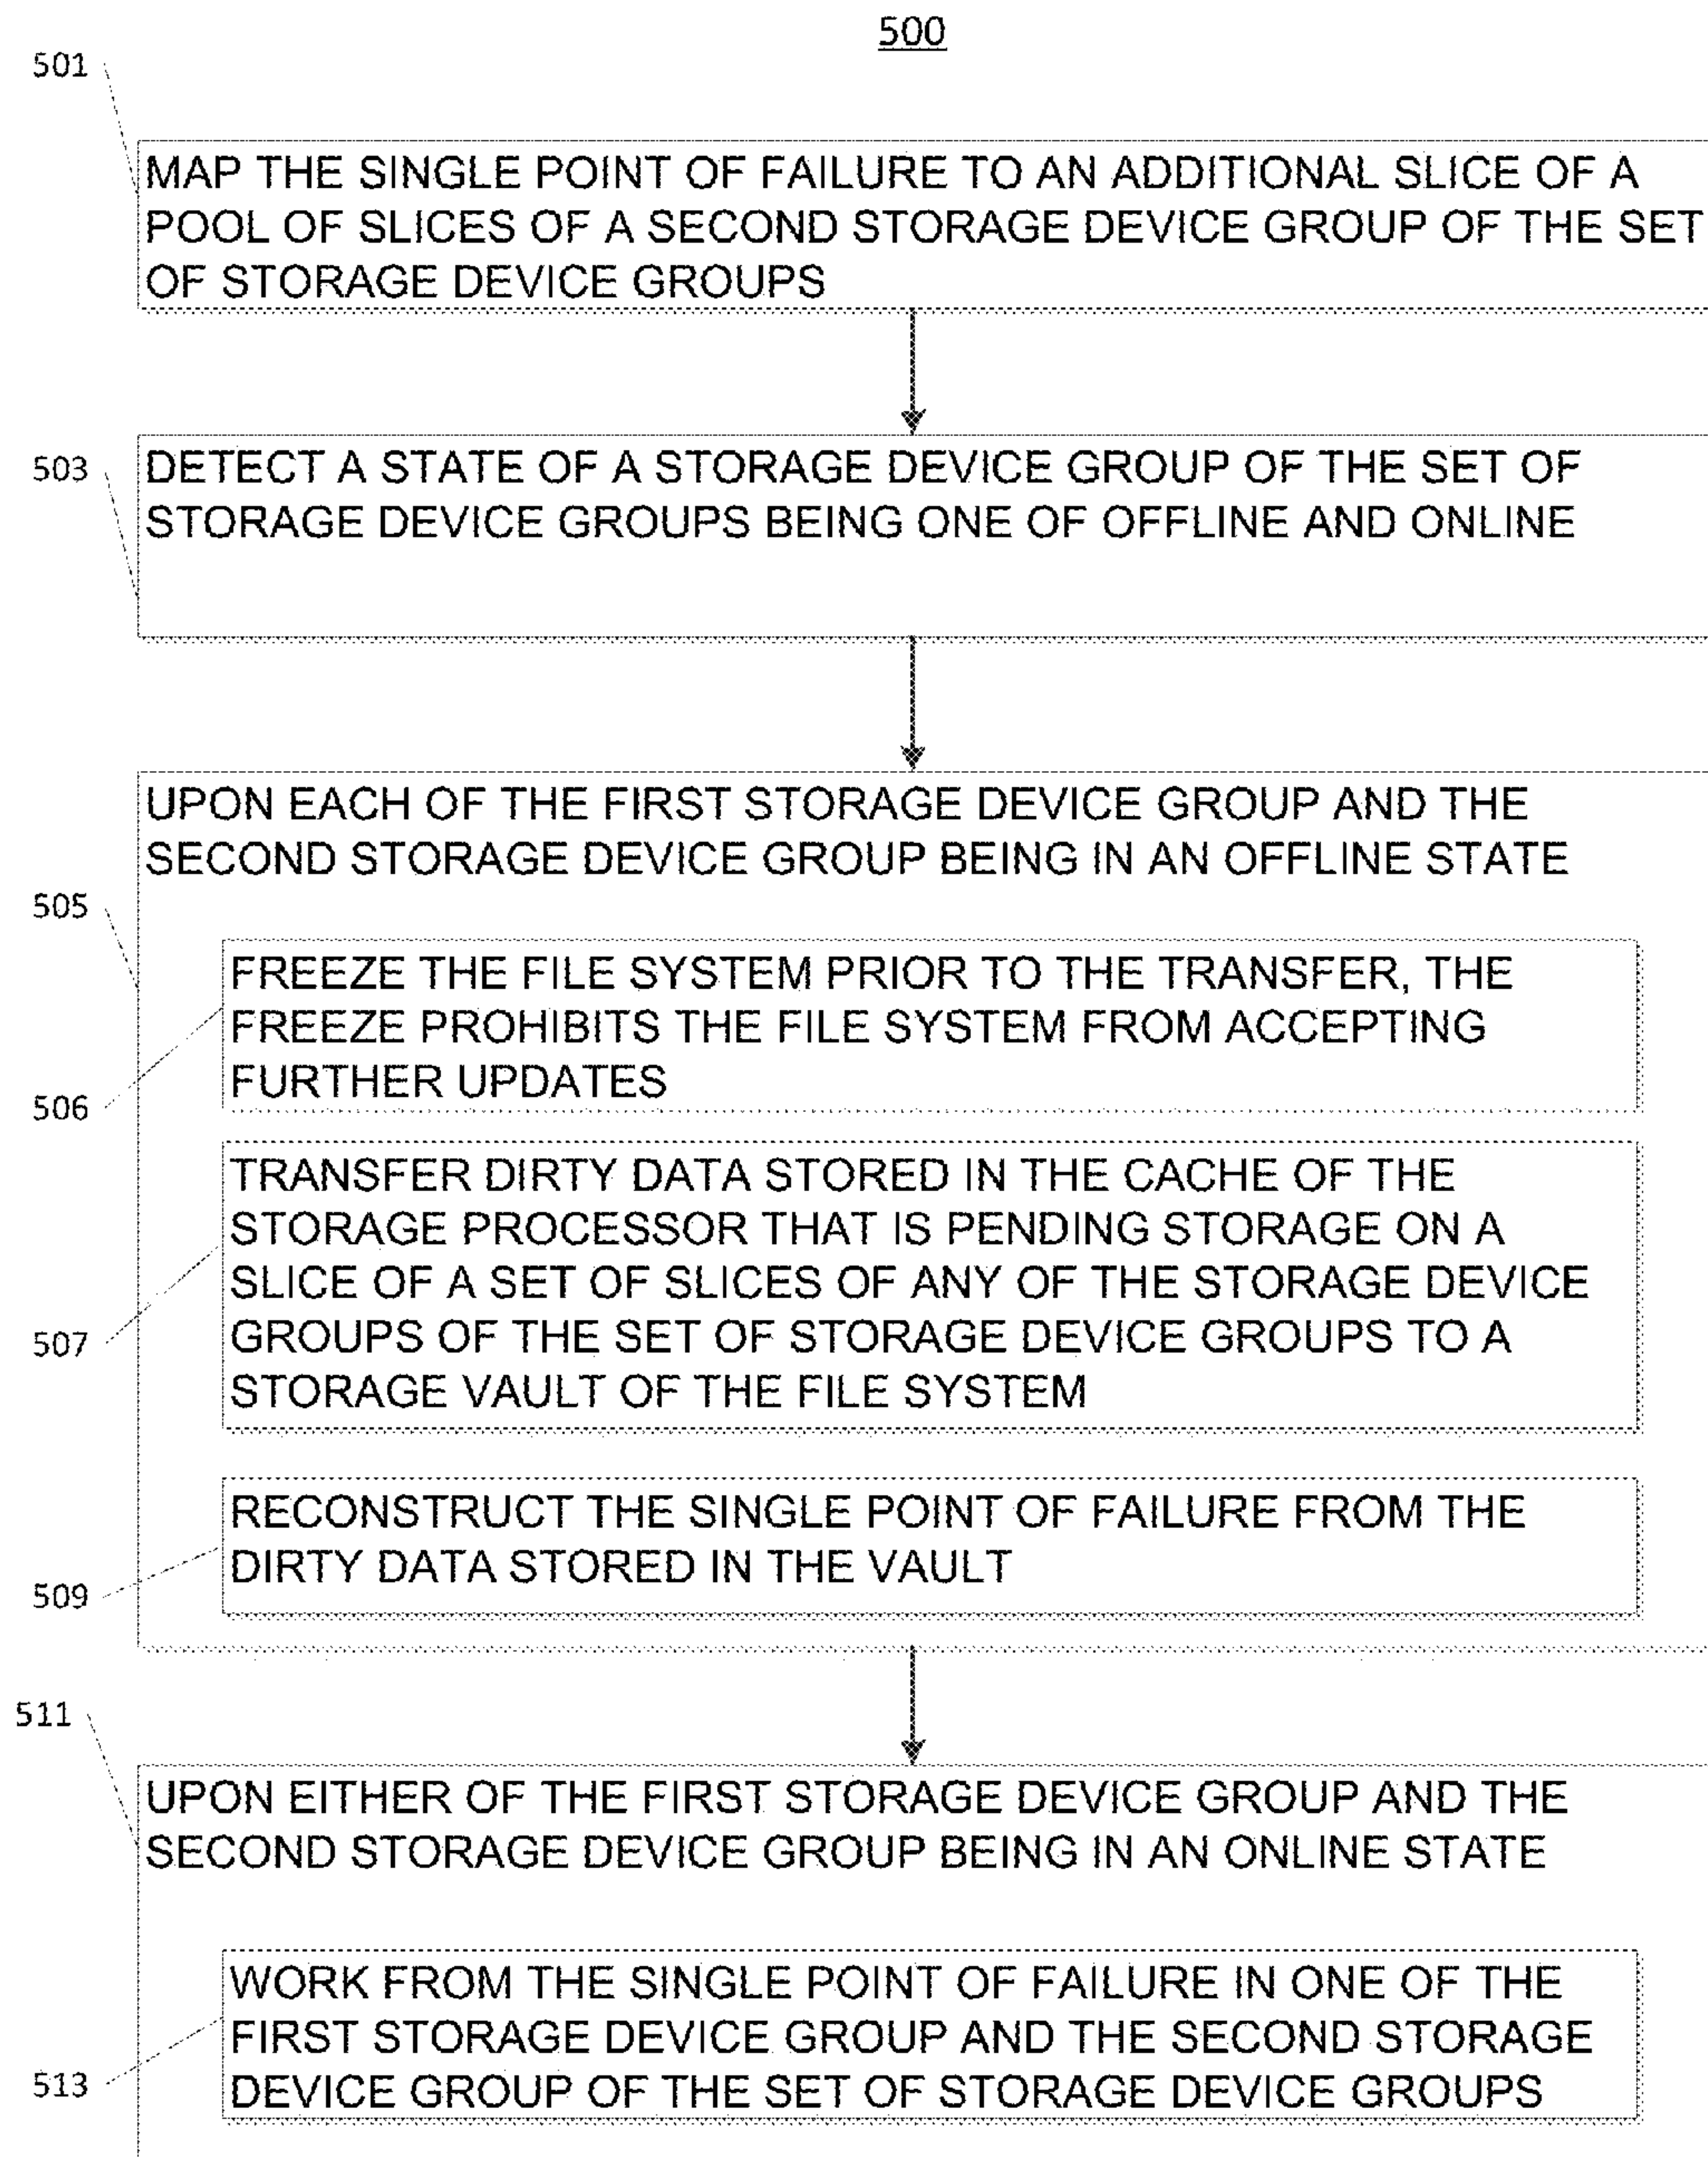 500
501
MAP THE SINGLE POINT OF FAILURE TO AN ADDITIONAL SLICE OF A
POOL OF SLICES OF A SECOND STORAGE DEVICE GROUP OF THE SET
OF STORAGE DEVICE GROUPS
503
DETECT A STATE OF A STORAGE DEVICE GROUP OF THE SET OF
STORAGE DEVICE GROUPS BEING ONE OF OFFLINE AND ONLINE
UPON EACH OF THE FIRST STORAGE DEVICE GROUP AND THE
SECOND STORAGE DEVICE GROUP BEING IN AN OFFLINE STATE
505
FREEZE THE FILE SYSTEM PRIOR TO THE TRANSFER, THE
FREEZE PROHIBITS THE FILE SYSTEM FROM ACCEPTING
FURTHER UPDATES
506
TRANSFER DIRTY DATA STORED IN THE CACHE OF THE
STORAGE PROCESSOR THAT IS PENDING STORAGE ON A
SLICE OF A SET OF SLICES OF ANY OF THE STORAGE DEVICE
GROUPS OF THE SET OF STORAGE DEVICE GROUPS TO A
STORAGE VAULT OF THE FILE SYSTEM
507
RECONSTRUCT THE SINGLE POINT OF FAILURE FROM THE
DIRTY DATA STORED IN THE VAULT
509
511
UPON EITHER OF THE FIRST STORAGE DEVICE GROUP AND THE
SECOND STORAGE DEVICE GROUP BEING IN AN ONLINE STATE
WORK FROM THE SINGLE POINT OF FAILURE IN ONE OF THE
FIRST STORAGE DEVICE GROUP AND THE SECOND STORAGE
DEVICE GROUP OF THE SET OF STORAGE DEVICE GROUPS
513